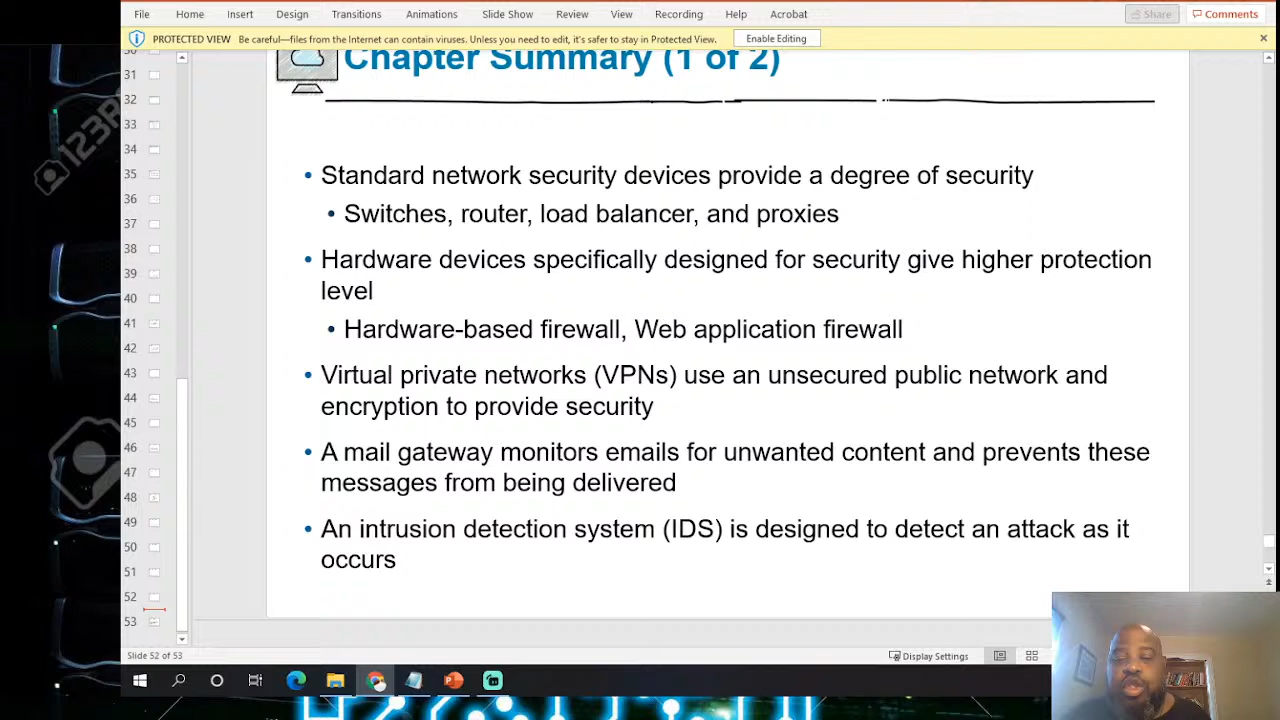 File Home Insert Design Transitions Animations Slide Show Review View Recording Help Acrobat Share Comments
PROTECTED VIEW Be careful—files from the Internet can contain viruses. Unless you need to edit, it's safer to stay in Protected View. Enable Editing
Chapter Summary (1 of 2)
• Standard network security devices provide a degree of security
• Switches, router, load balancer, and proxies
• Hardware devices specifically designed for security give higher protection
level
• Hardware-based firewall, Web application firewall
• Virtual private networks (VPNs) use an unsecured public network and
encryption to provide security
• A mail gateway monitors emails for unwanted content and prevents these
messages from being delivered
• An intrusion detection system (IDS) is designed to detect an attack as it
occurs
31
32
33
34
35
36
37
38
39
40
41
42
43
44
45
46
47
48
49
50
51
52
53
Slide 52 of 53
Display Settings